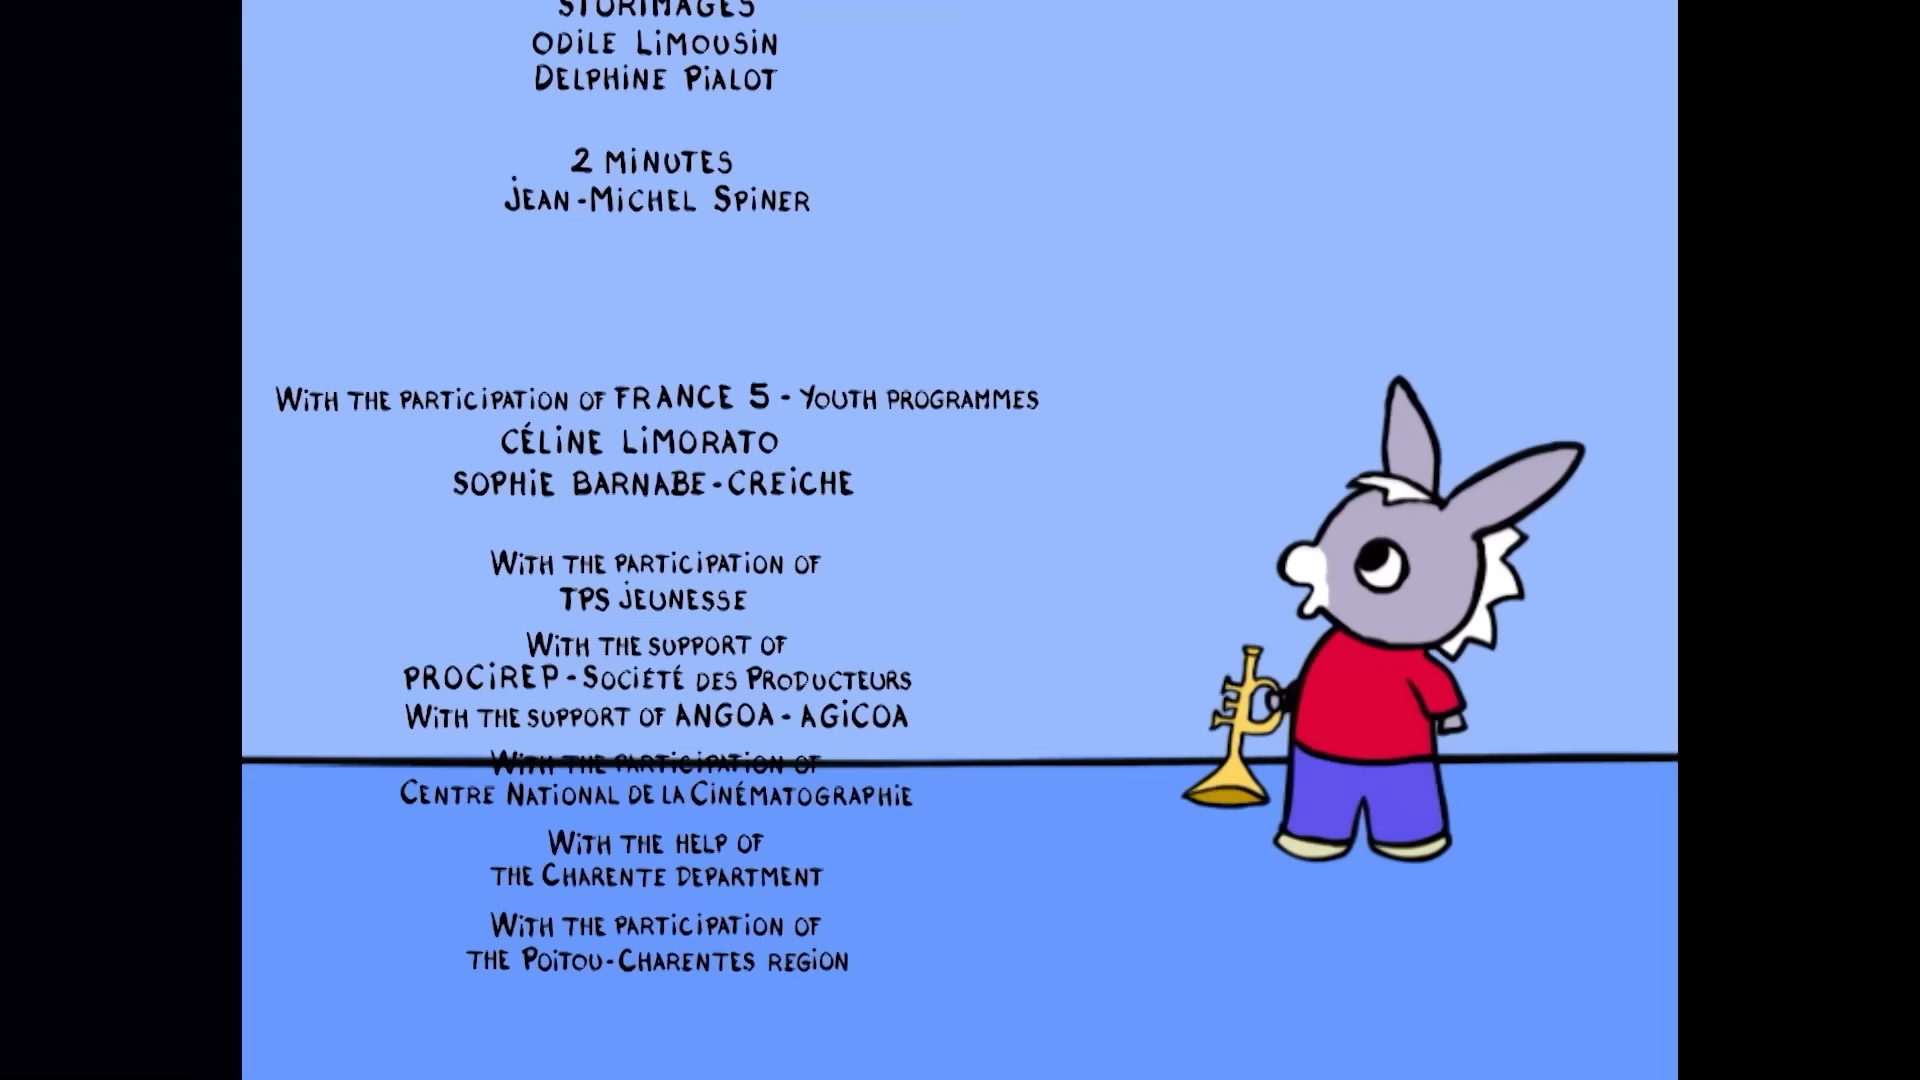 STORIMAGES
ODILE LIMOUSIN
DELPHINE PIALOT
2 MINUTES
JEAN-MICHEL SPINER
WITH THE PARTICIPATION OF FRANCE 5 - YOUTH PROGRAMMES
CÉLINE LIMORATO
SOPHIE BARNABE-CREICHE
WITH THE PARTICIPATION OF
TPS JEUNESSE
WITH THE SUPPORT OF
PROCIREP-SOCIÉTÉ DES PRODUCTEURS
WITH THE SUPPORT OF ANGOA-AGICOA
WITH THE PARTICIPATION OF
CENTRE NATIONAL DE LA CINÉMATOGRAPHIE
WITH THE HELP OF
THE CHARENTE DEPARTMENT
WITH THE PARTICIPATION OF
THE POITOU-CHARENTES REGION